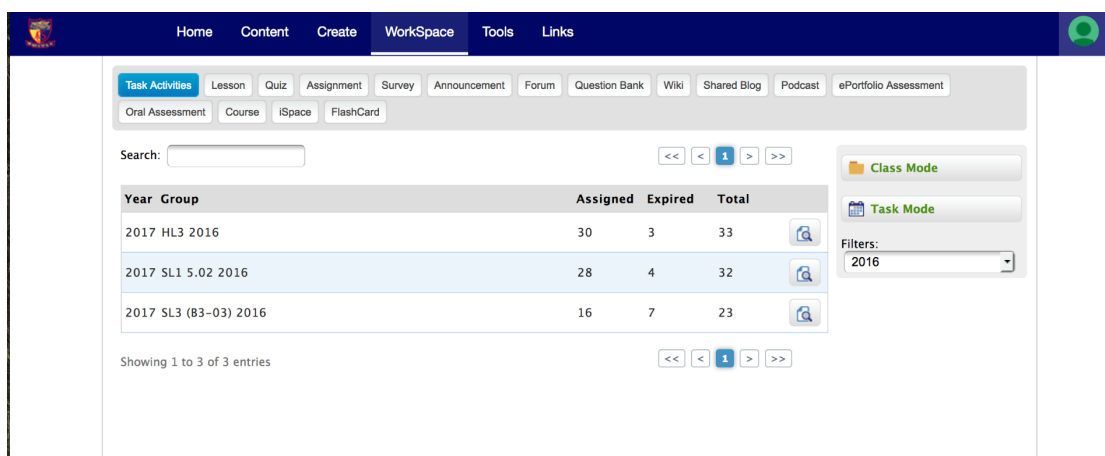 Home Content Create WorkSpace Tools Links
Task Activities Lesson Quiz Assignment Survey Announcement Forum Question Bank Wiki Shared Blog Podcast ePortfolio Assessment
Oral Assessment Course iSpace FlashCard
Search: << < 1 > >>
Class Mode
Task Mode
Filters:
2016
Year Group Assigned Expired Total
2017 HL3 2016 30 3 33
2017 SL1 5.02 2016 28 4 32
2017 SL3 (B3-03) 2016 16 7 23
Showing 1 to 3 of 3 entries << < 1 > >>